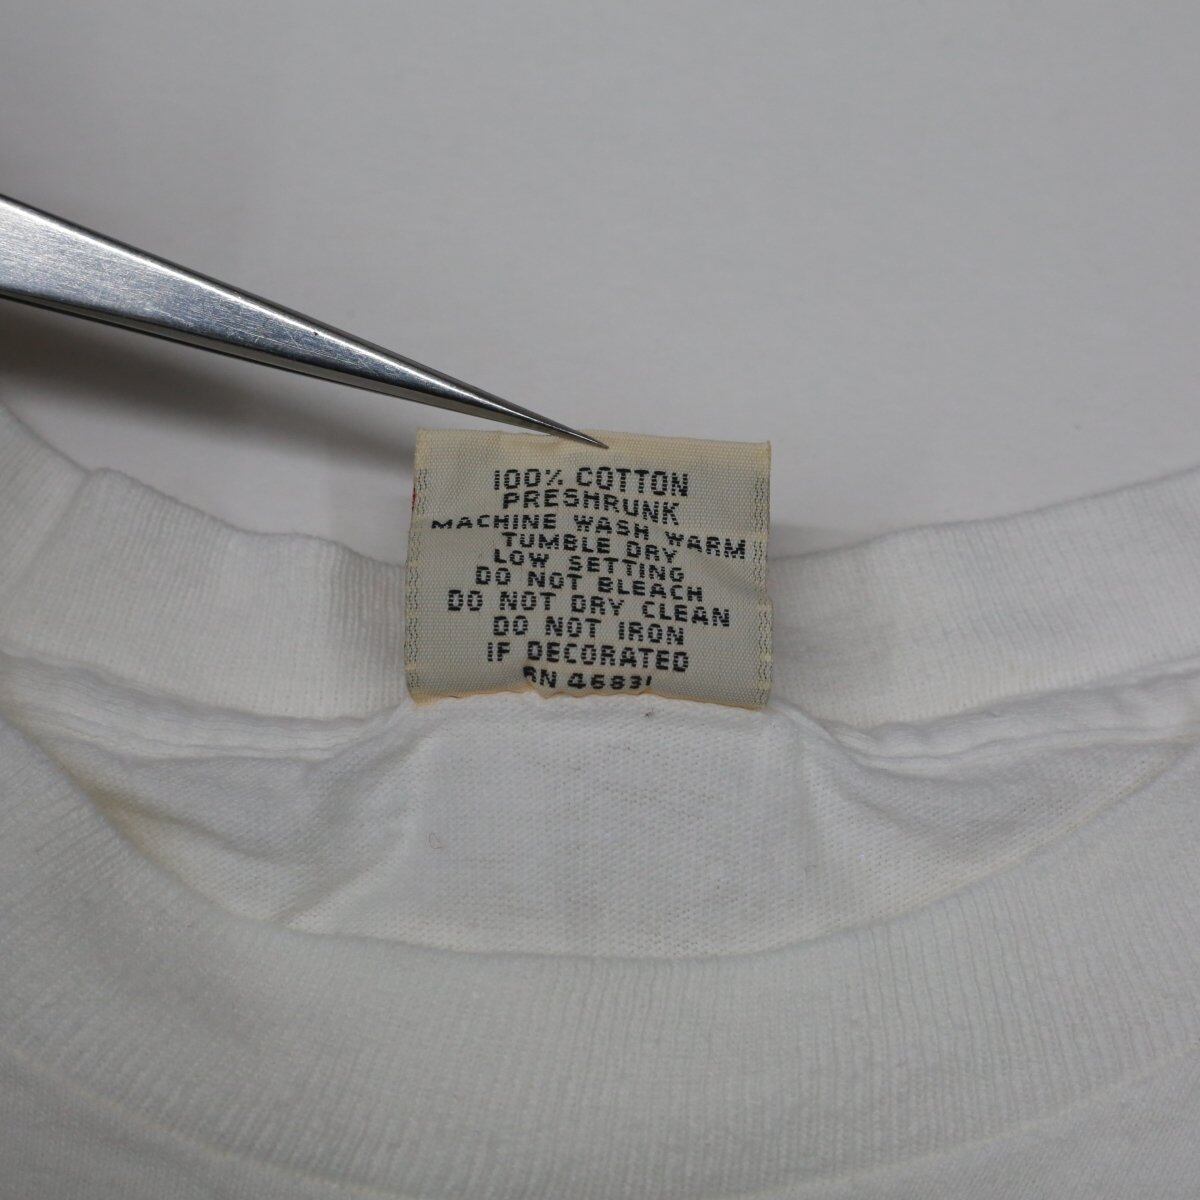 100% COTTON
PRESHRUNK
MACHINE WASH WARM
TUMBLE DRY
LOW SETTING
DO NOT BLEACH
DO NOT DRY CLEAN
DO NOT IRON
IF DECORATED
RN 46831